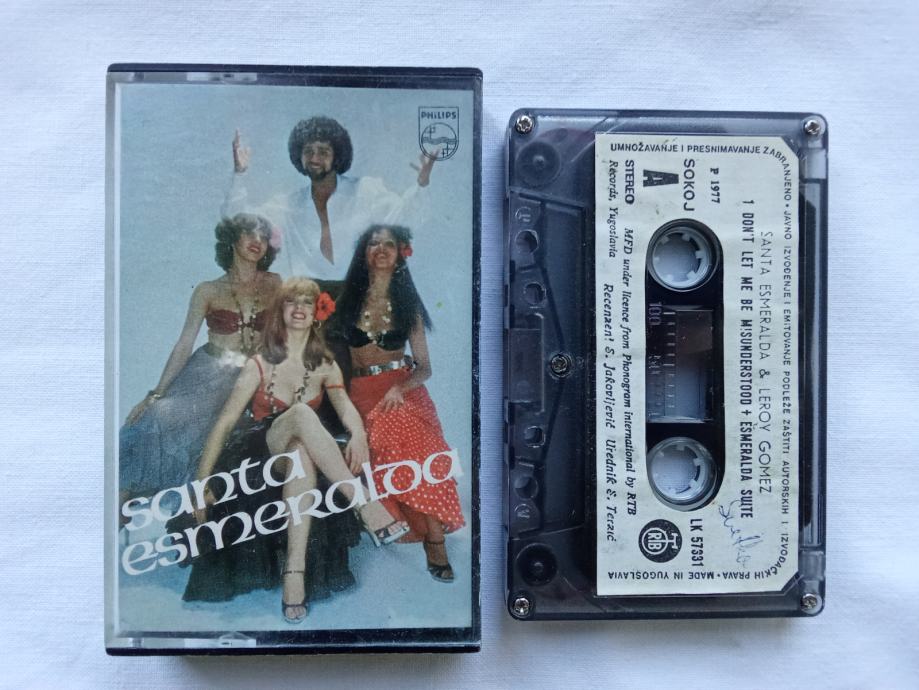 PHILIPS
santa
esmeralda
UMNOŽAVANJE I PRESNIMAVANJE ZABRANJENO • JAVNO IZVOĐENJE I EMITOVANJE PODLEŽE ZAŠTITI AUTORSKIH I IZVOĐAČKIH PRAVA • MADE IN YUGOSLAVIA
SANTA ESMERALDA & LEROY GOMEZ
1 DON'T LET ME BE MISUNDERSTOOD + ESMERALDA SUITE
P 1977
SOKOJ
A
STEREO
LK 57331
RTB
MFD under licence from Phonogram international by RTB
Records, Yugoslavia
Recenzent S. Jakovljević Urednik S. Terzić
100